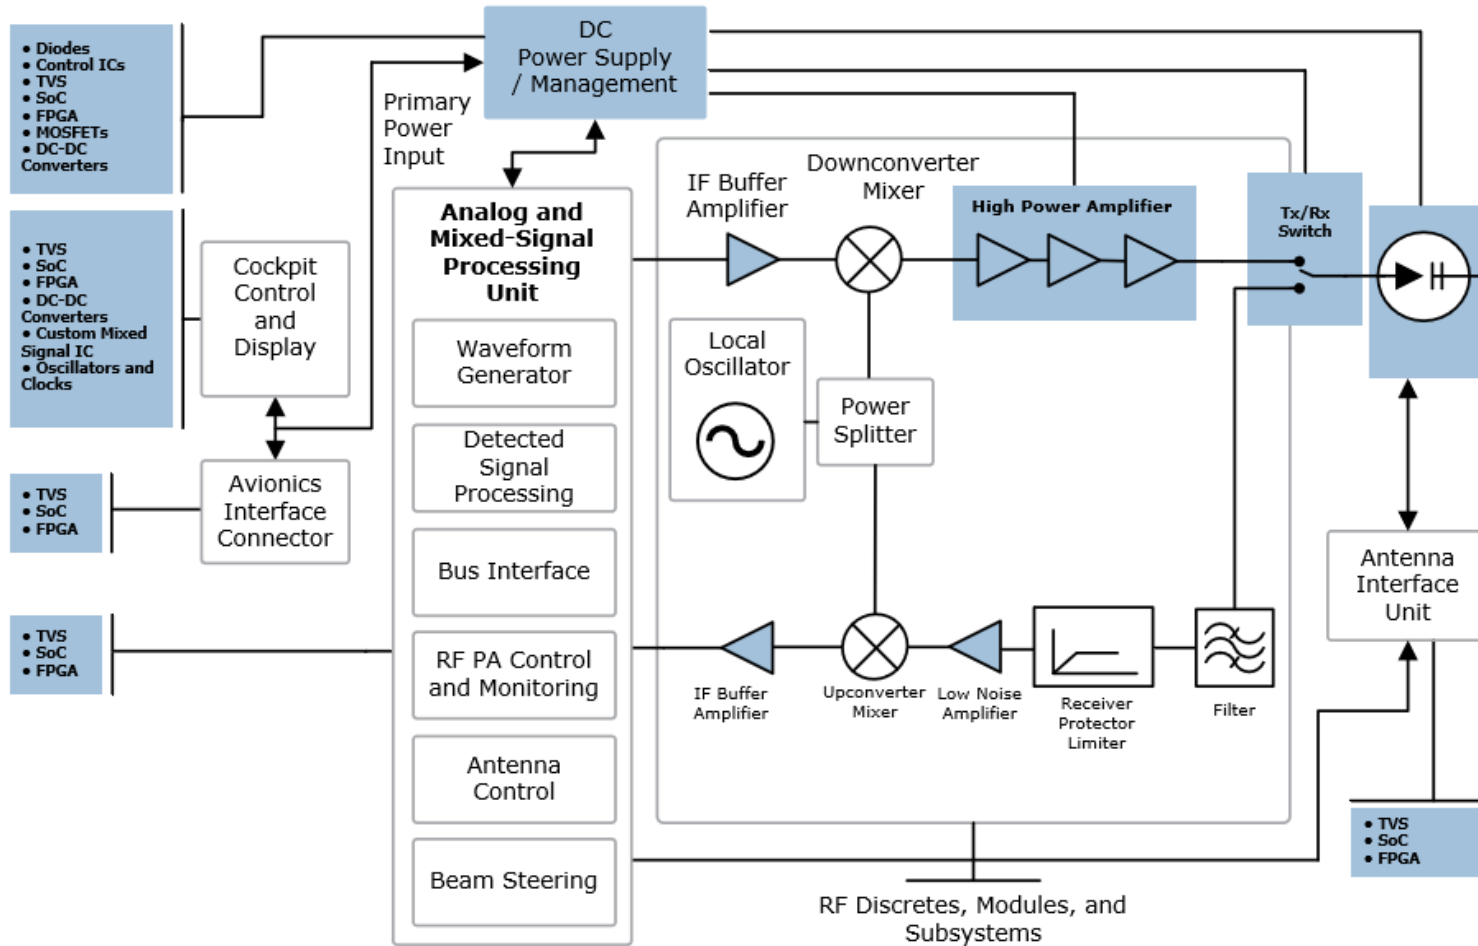 • Diodes
• Control ICs
• TVS
• SoC
• FPGA
• MOSFETs
• DC-DC
Converters
DC
Power Supply
/ Management
Primary
Power
Input
• TVS
• SoC
• FPGA
• DC-DC
Converters
• Custom Mixed
Signal IC
• Oscillators and
Clocks
Cockpit
Control
and
Display
• TVS
• SoC
• FPGA
Avionics
Interface
Connector
• TVS
• SoC
• FPGA
Analog and
Mixed-Signal
Processing
Unit
Waveform
Generator
Detected
Signal
Processing
Bus Interface
RF PA Control
and Monitoring
Antenna
Control
Beam Steering
IF Buffer
Amplifier
Downconverter
Mixer
High Power Amplifier
Tx/Rx
Switch
Local
Oscillator
Power
Splitter
IF Buffer
Amplifier
Upconverter
Mixer
Low Noise
Amplifier
Receiver
Protector
Limiter
Filter
Antenna
Interface
Unit
• TVS
• SoC
• FPGA
RF Discretes, Modules, and
Subsystems